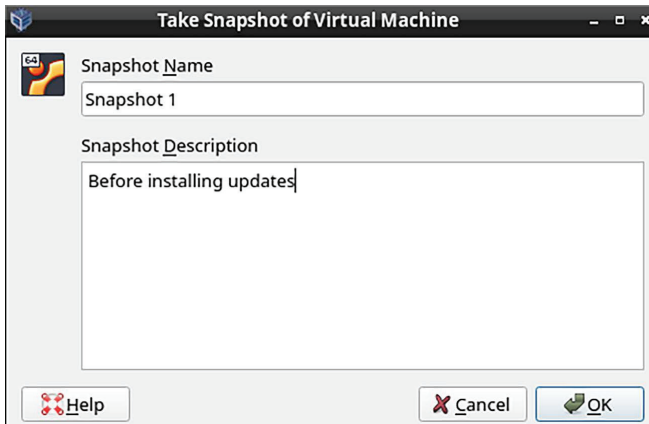 Take Snapshot of Virtual Machine
64
Snapshot Name
Snapshot 1
Snapshot Description
Before installing updates
Help
Cancel
OK